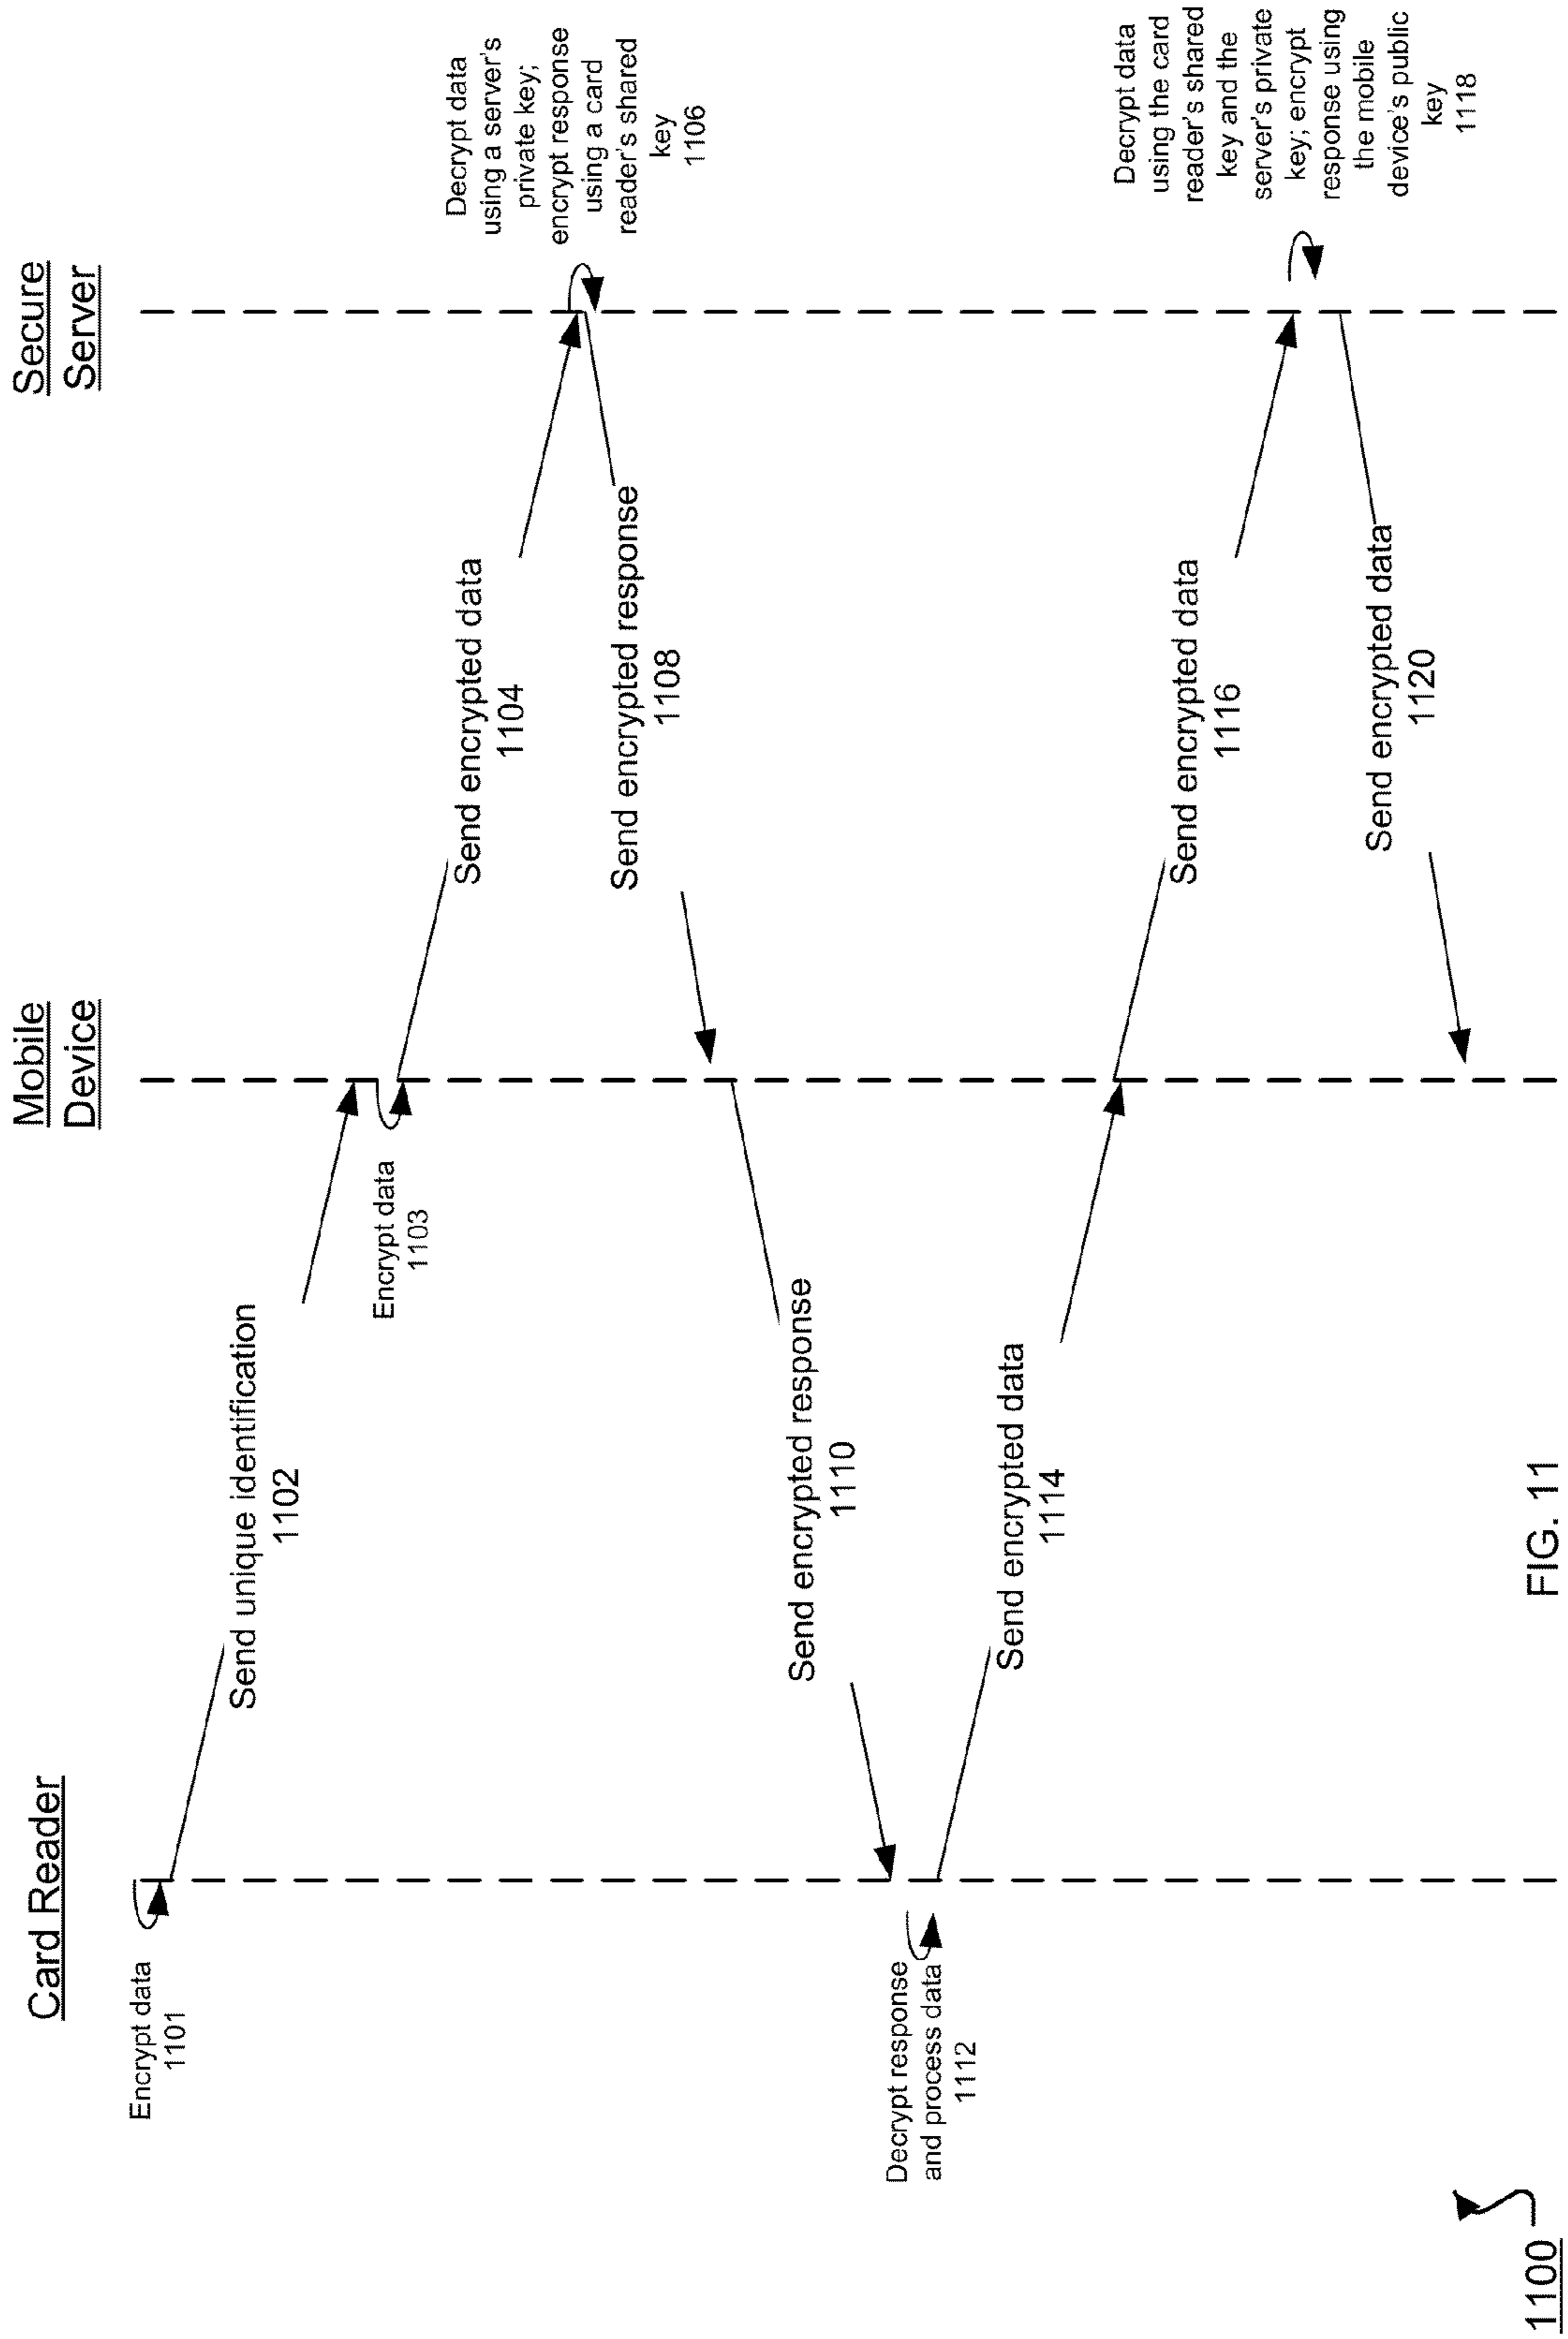 Card Reader
Mobile
Device
Secure
Server
Encrypt data
1101
Send unique identification
1102
Encrypt data
1103
Send encrypted data
1104
Decrypt data
using a server's
private key;
encrypt response
using a card
reader's shared
key
1106
Send encrypted response
1108
Send encrypted response
1110
Decrypt response
and process data
1112
Send encrypted data
1114
Send encrypted data
1116
Decrypt data
using the card
reader's shared
key and the
server's private
key; encrypt
response using
the mobile
device's public
key
1118
Send encrypted data
1120
1100
FIG. 11